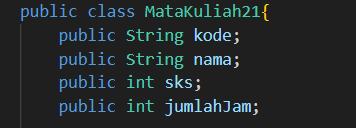 public class MataKuliah21{
    public String kode;
    public String nama;
    public int sks;
    public int jumlahJam;